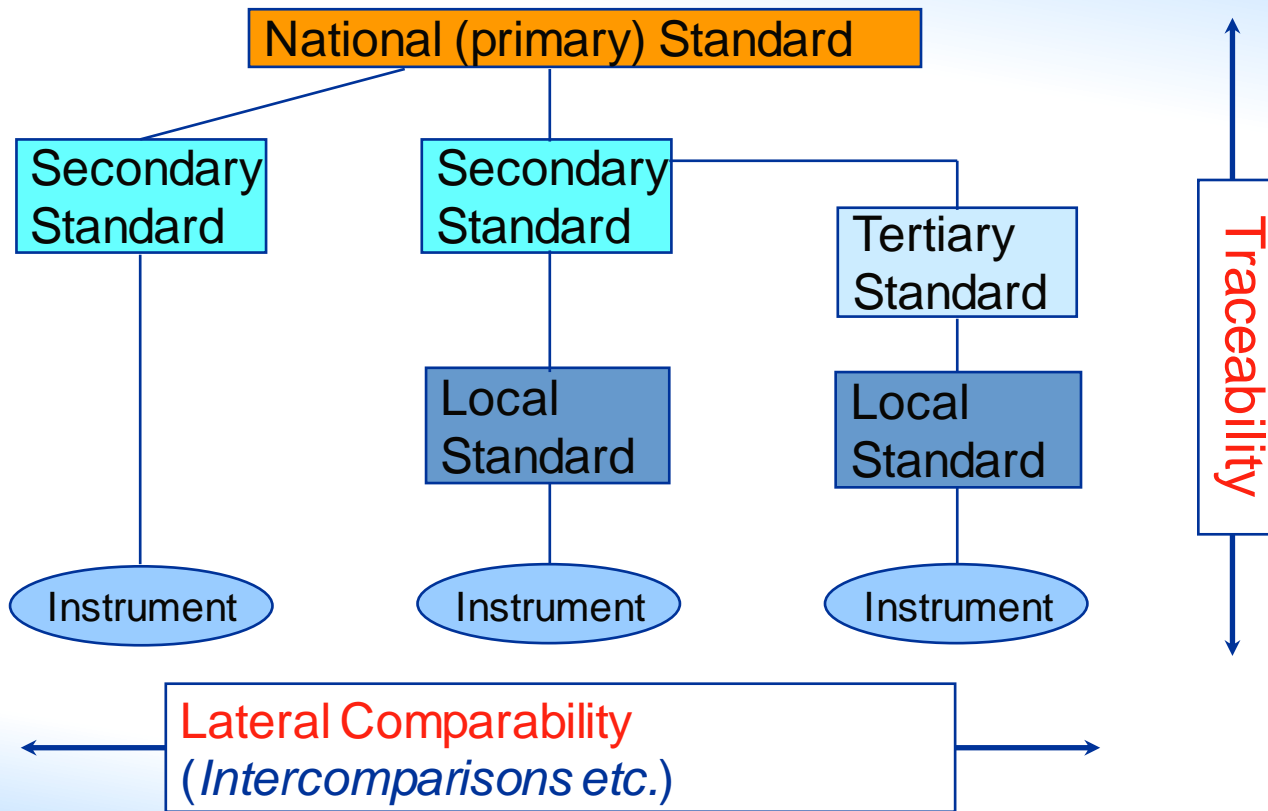 National (primary) Standard
Secondary
Standard
Secondary
Standard
Tertiary
Standard
Local
Standard
Local
Standard
Instrument
Instrument
Instrument
Traceabillity
Lateral Comparability
(Intercomparisons etc.)